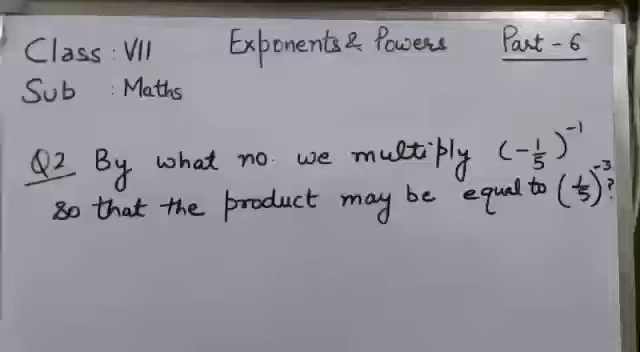 Class : VII Exponents & Powers Part - 6
Sub : Maths
Q2 By what no. we multiply (-1/5)^-1
so that the product may be equal to (1/5)^-3 ?